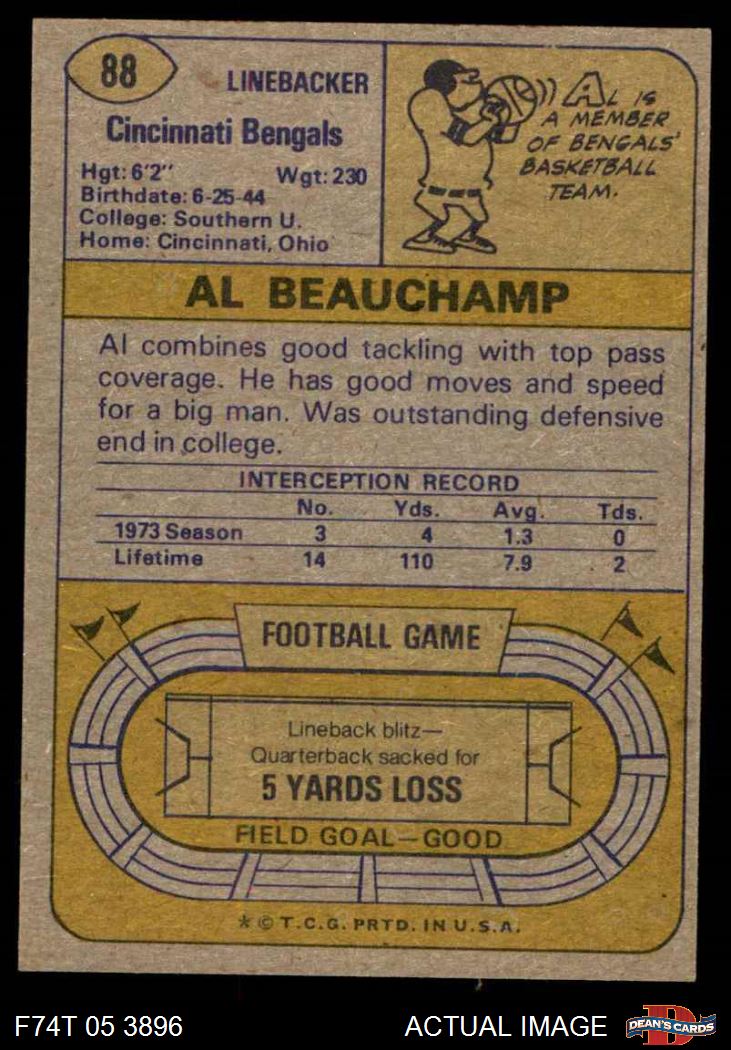 88
LINEBACKER
Cincinnati Bengals
Hgt: 6'2" Wgt: 230
Birthdate: 6-25-44
College: Southern U.
Home: Cincinnati, Ohio
AL IS
A MEMBER
OF BENGALS'
BASKETBALL
TEAM.
AL BEAUCHAMP
Al combines good tackling with top pass
coverage. He has good moves and speed
for a big man. Was outstanding defensive
end in college.
INTERCEPTION RECORD
No. Yds. Avg. Tds.
1973 Season 3 4 1.3 0
Lifetime 14 110 7.9 2
FOOTBALL GAME
Lineback blitz—
Quarterback sacked for
5 YARDS LOSS
FIELD GOAL—GOOD
* © T.C.G. PRTD. IN U.S.A.
F74T 05 3896 ACTUAL IMAGE DEAN'S CARDS